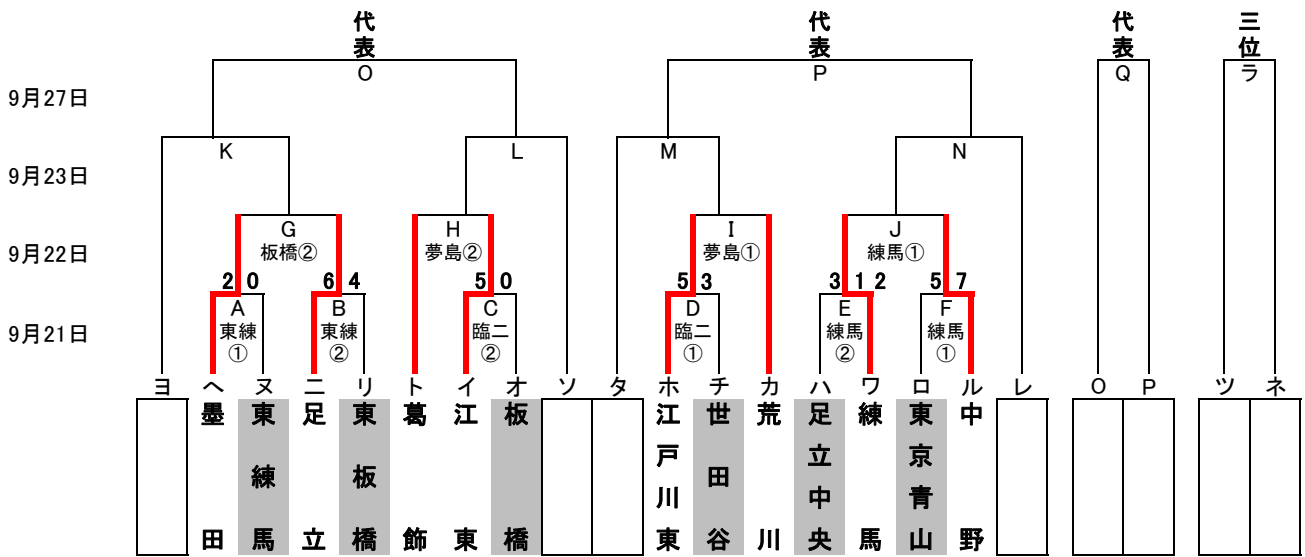 代表 代表 代表 三位
O P Q ラ
9月27日
K L M N
9月23日
G H I J
板橋② 夢島② 夢島① 練馬①
9月22日
2 0 6 4 5 0 5 3 3 12 5 7
A B C D E F
東練① 東練② 臨二② 臨二① 練馬② 練馬①
9月21日
ヨ ヘ ヌ ニ リ ト イ オ ソ タ ホ チ カ ハ ワ ロ ル レ O P ツ ネ
墨田 東練馬 足立 東板橋 葛飾 江東 板橋 江戸川東 世田谷 荒川 足立中央 練馬 東京青山 中野